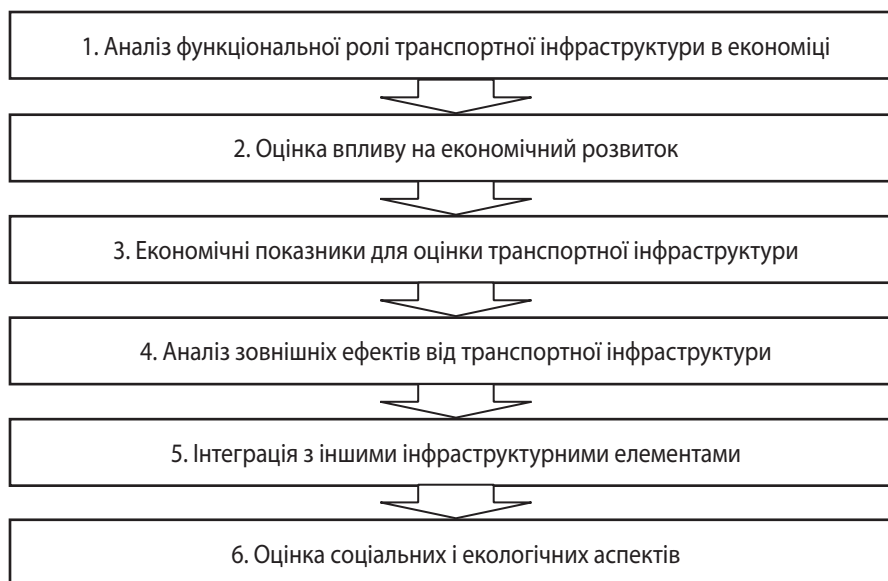 1. Аналіз функціональної ролі транспортної інфраструктури в економіці
2. Оцінка впливу на економічний розвиток
3. Економічні показники для оцінки транспортної інфраструктури
4. Аналіз зовнішніх ефектів від транспортної інфраструктури
5. Інтеграція з іншими інфраструктурними елементами
6. Оцінка соціальних і екологічних аспектів